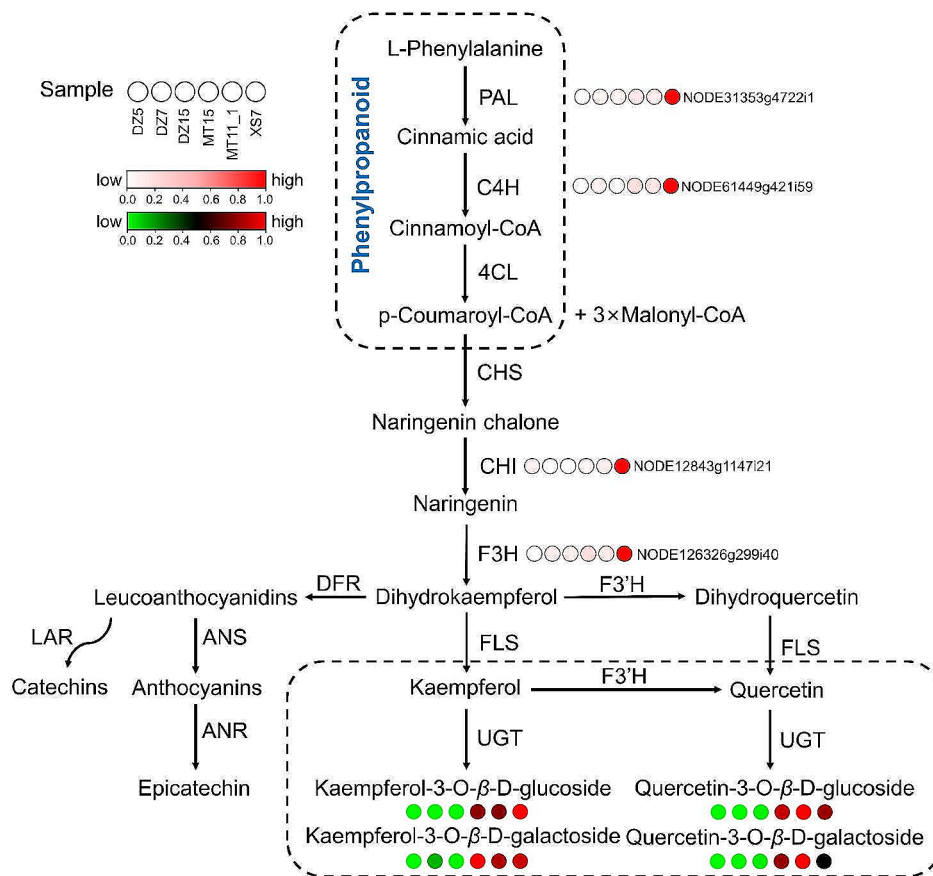 L-Phenylalanine
Sample
PAL
NODE31353g4722i1
DZ5
DZ7
DZ15
MT15
MT11_1
XS7
Cinnamic acid
low
high
0.0 0.2 0.4 0.6 0.8 1.0
C4H
NODE61449g421i59
low
high
0.0 0.2 0.4 0.6 0.8 1.0
Phenylpropanoid
Cinnamoyl-CoA
4CL
p-Coumaroyl-CoA + 3×Malonyl-CoA
CHS
Naringenin chalone
CHI
NODE12843g1147i21
Naringenin
F3H
NODE126326g299i40
Leucoanthocyanidins
DFR
Dihydrokaempferol
F3'H
Dihydroquercetin
LAR
ANS
FLS
FLS
Catechins
Anthocyanins
Kaempferol
F3'H
Quercetin
ANR
UGT
UGT
Epicatechin
Kaempferol-3-O-β-D-glucoside
Quercetin-3-O-β-D-glucoside
Kaempferol-3-O-β-D-galactoside
Quercetin-3-O-β-D-galactoside